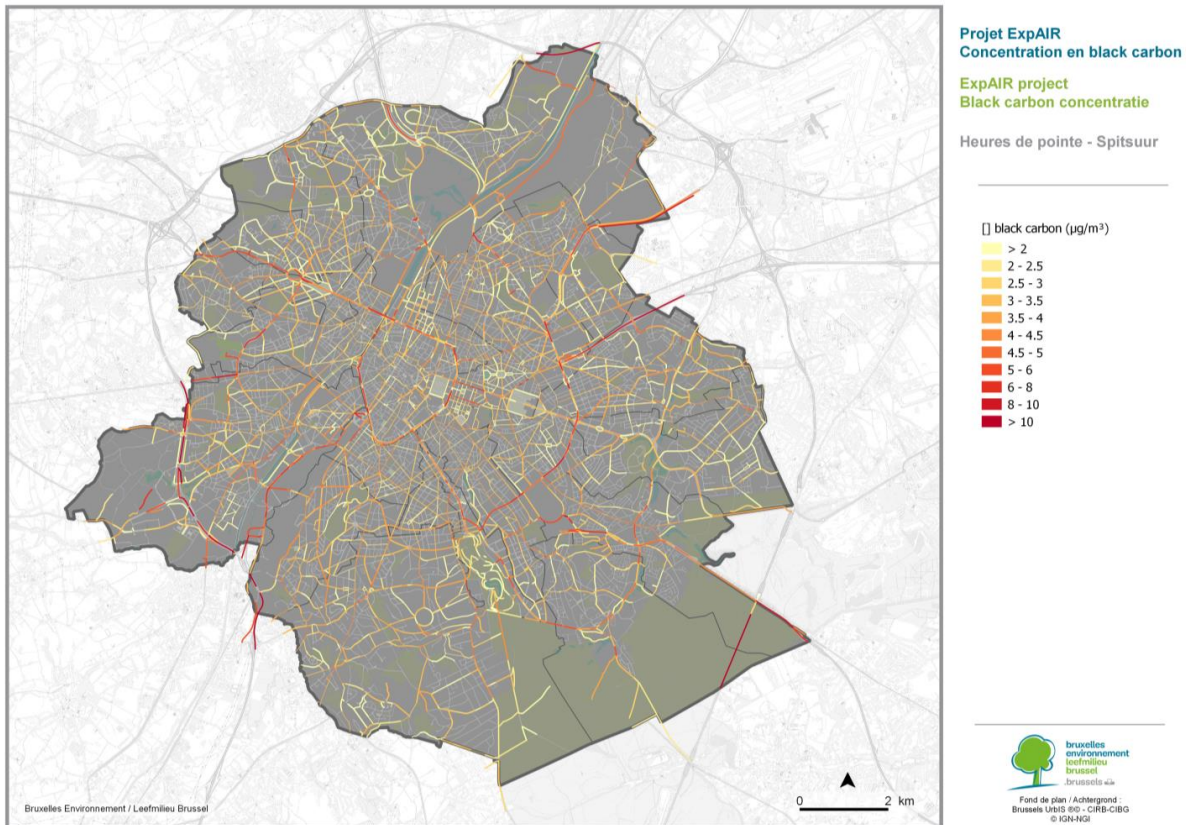 Projet ExpAIR
Concentration en black carbon
ExpAIR project
Black carbon concentratie
Heures de pointe - Spitsuur
[] black carbon (µg/m³)
> 2
2 - 2.5
2.5 - 3
3 - 3.5
3.5 - 4
4 - 4.5
4.5 - 5
5 - 6
6 - 8
8 - 10
> 10
bruxelles
environnement
leefmilieu
brussel
.brussels
Fond de plan / Achtergrond :
Brussels UrbIS ®© - CIRB-CIBG
© IGN-NGI
Bruxelles Environnement / Leefmilieu Brussel
0 2 km